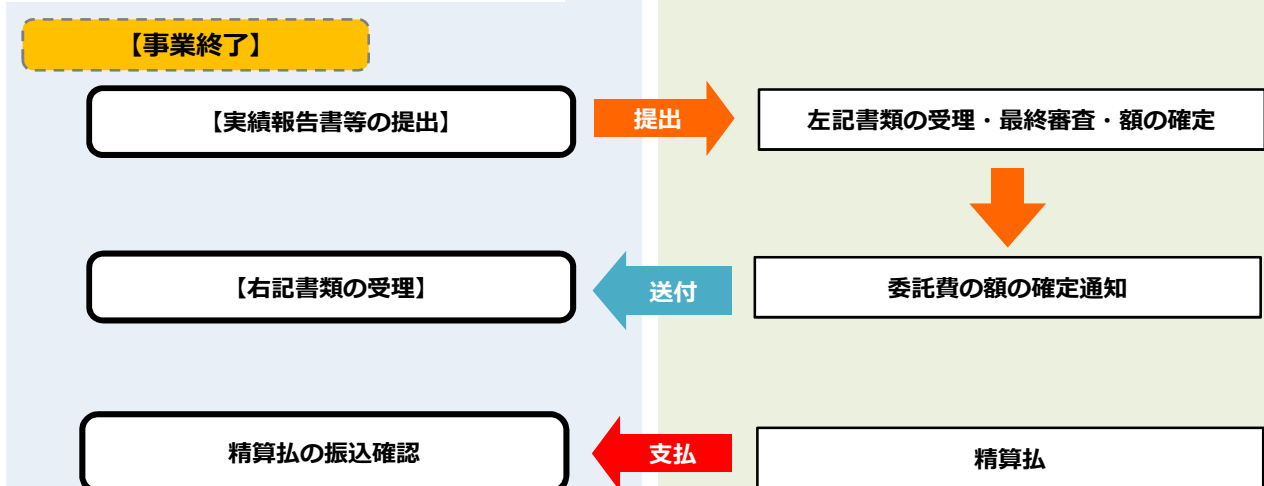 【事業終了】
【実績報告書等の提出】
提出
左記書類の受理・最終審査・額の確定
【右記書類の受理】
送付
委託費の額の確定通知
精算払の振込確認
支払
精算払